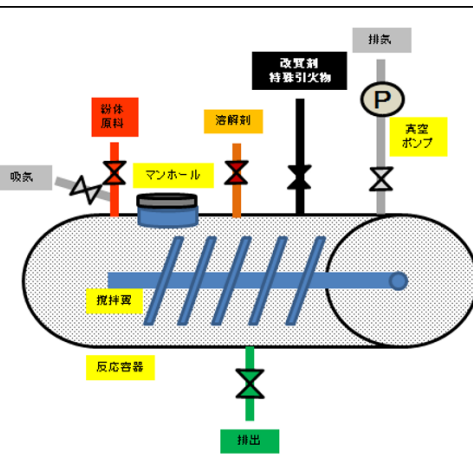 排気
改質剤
特殊引火物
P
粉体
原料
溶解剤
真空
ポンプ
吸気
マンホール
撹拌翼
反応容器
排出